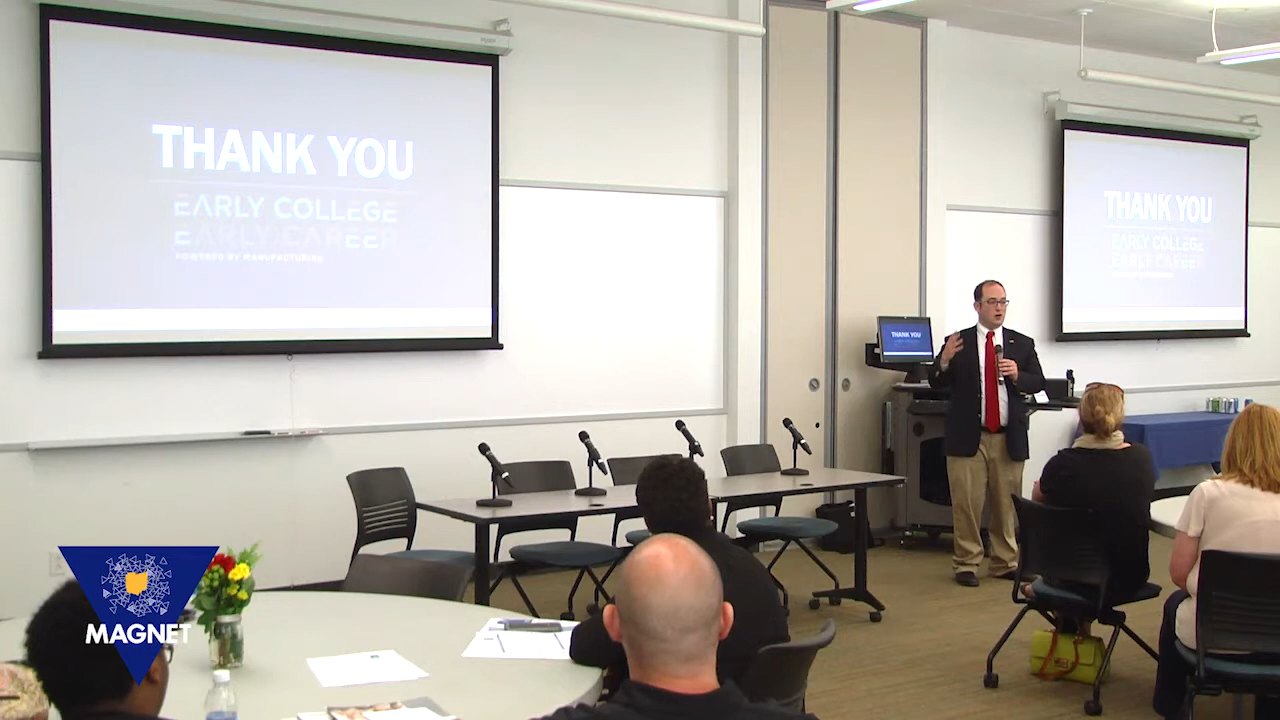 THANK YOU
EARLY COLLEGE
EARLY CAREER
POWERED BY MANUFACTURING
THANK YOU
THANK YOU
EARLY COLLEGE
EARLY CAREER
MAGNET